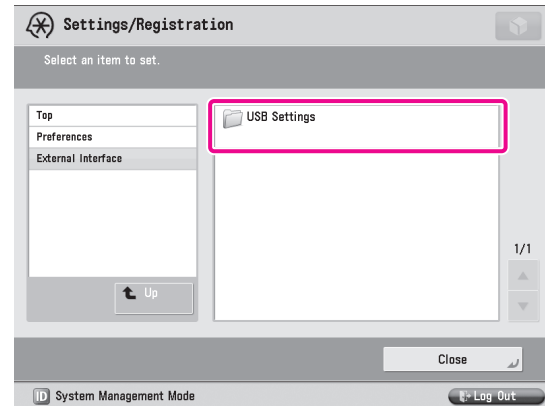 Settings/Registration
Select an item to set.
Top
Preferences
External Interface
Up
USB Settings
1/1
Close
ID System Management Mode
Log Out